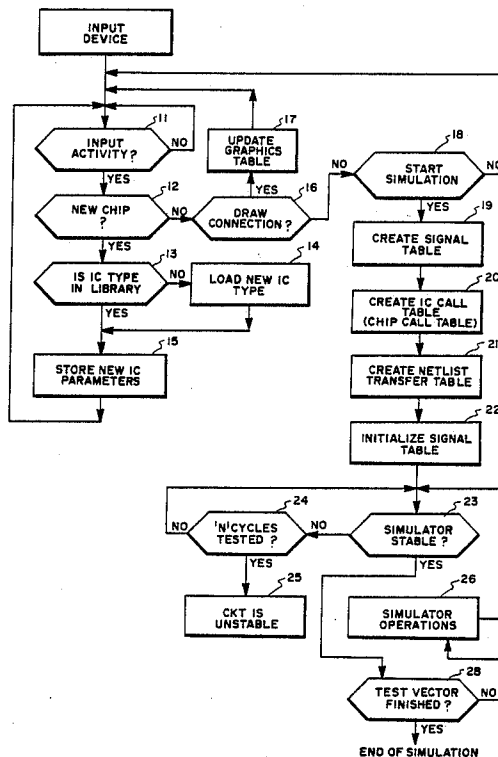 INPUT
DEVICE
11
INPUT
ACTIVITY?
NO
YES
17
UPDATE
GRAPHICS
TABLE
12
NEW CHIP
?
NO
YES
16
DRAW
CONNECTION?
YES
NO
18
START
SIMULATION
NO
YES
13
IS IC TYPE
IN LIBRARY
NO
YES
14
LOAD NEW IC
TYPE
15
STORE NEW IC
PARAMETERS
19
CREATE SIGNAL
TABLE
20
CREATE IC CALL
TABLE
(CHIP CALL TABLE)
21
CREATE NETLIST
TRANSFER TABLE
22
INITIALIZE SIGNAL
TABLE
23
SIMULATOR
STABLE ?
NO
YES
24
'N' CYCLES
TESTED ?
NO
YES
25
CKT IS
UNSTABLE
26
SIMULATOR
OPERATIONS
28
TEST VECTOR
FINISHED ?
NO
YES
END OF SIMULATION